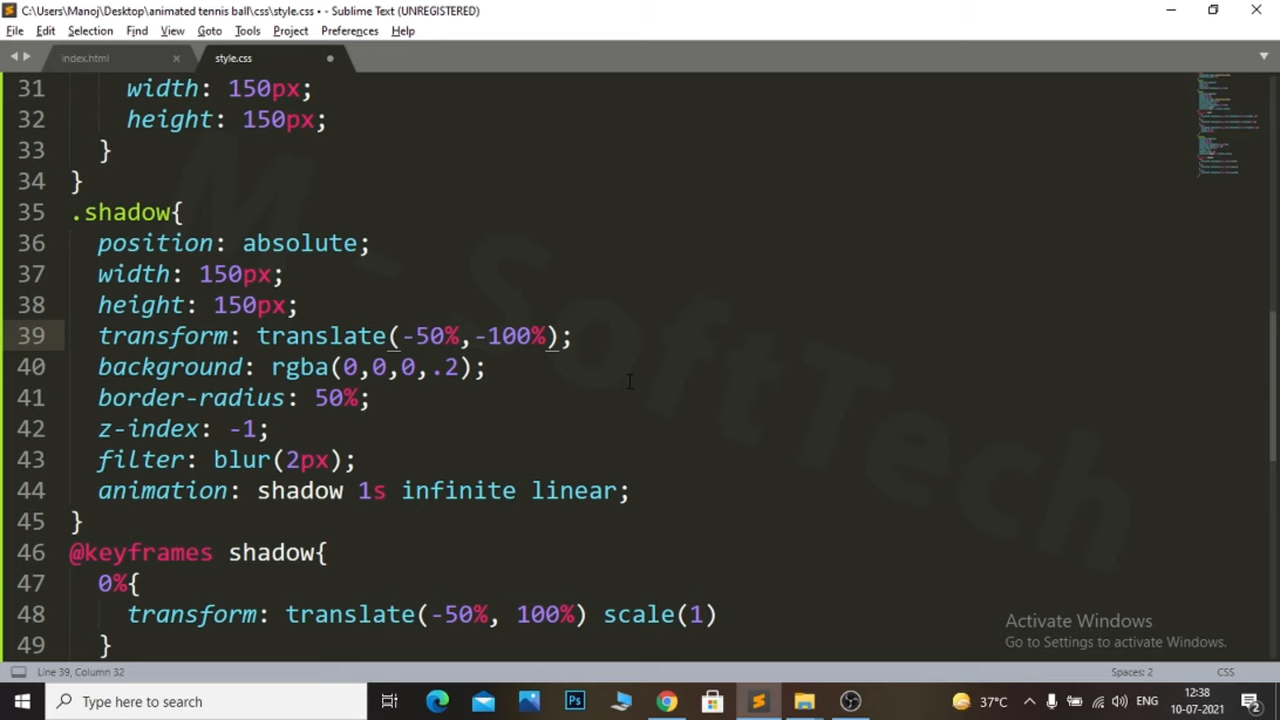 C:\Users\Manoj\Desktop\animated tennis ball\css\style.css • - Sublime Text (UNREGISTERED)
File Edit Selection Find View Goto Tools Project Preferences Help
index.html style.css
31 width: 150px;
32 height: 150px;
33 }
34 }
35 .shadow{
36 position: absolute;
37 width: 150px;
38 height: 150px;
39 transform: translate(-50%,-100%);
40 background: rgba(0,0,0,.2);
41 border-radius: 50%;
42 z-index: -1;
43 filter: blur(2px);
44 animation: shadow 1s infinite linear;
45 }
46 @keyframes shadow{
47 0%{
48 transform: translate(-50%, 100%) scale(1)
49 }
M - SoftTech
Activate Windows
Go to Settings to activate Windows.
Line 39, Column 32 Spaces: 2 CSS
Type here to search Ps 37°C ENG 12:38 10-07-2021 2